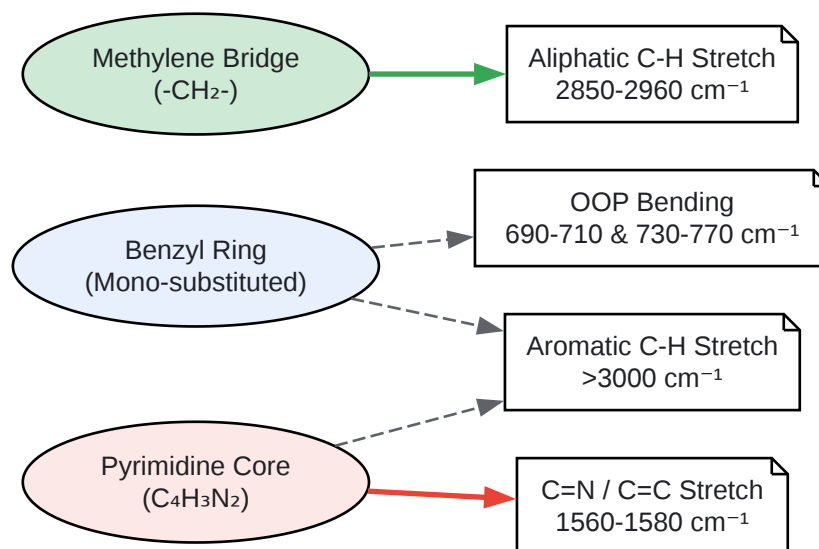 Methylene Bridge
(-CH₂-)
Aliphatic C-H Stretch
2850-2960 cm⁻¹
OOP Bending
690-710 & 730-770 cm⁻¹
Benzyl Ring
(Mono-substituted)
Aromatic C-H Stretch
>3000 cm⁻¹
Pyrimidine Core
(C₄H₃N₂)
C=N / C=C Stretch
1560-1580 cm⁻¹